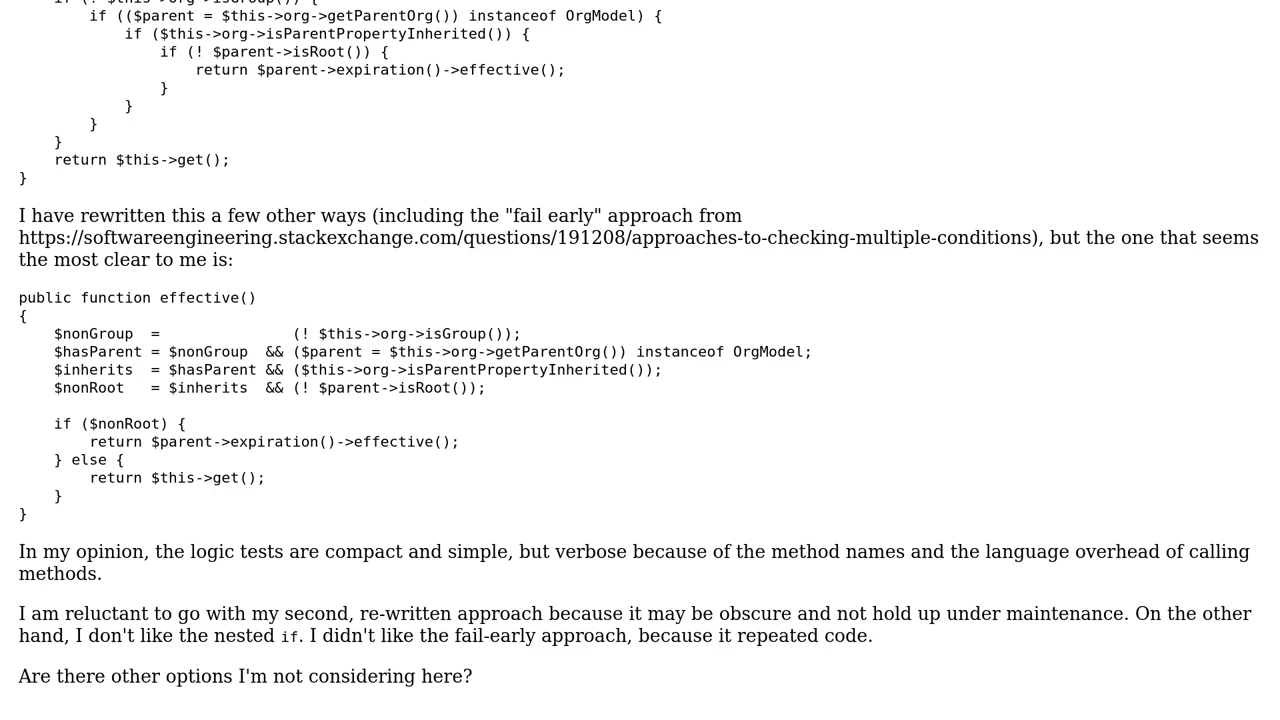 if (! $this->org->isGroup()) {
        if (($parent = $this->org->getParentOrg()) instanceof OrgModel) {
            if ($this->org->isParentPropertyInherited()) {
                if (! $parent->isRoot()) {
                    return $parent->expiration()->effective();
                }
            }
        }
    }
    return $this->get();
}
I have rewritten this a few other ways (including the "fail early" approach from
https://softwareengineering.stackexchange.com/questions/191208/approaches-to-checking-multiple-conditions), but the one that seems
the most clear to me is:
public function effective()
{
    $nonGroup  =               (! $this->org->isGroup());
    $hasParent = $nonGroup  && ($parent = $this->org->getParentOrg()) instanceof OrgModel;
    $inherits  = $hasParent && ($this->org->isParentPropertyInherited());
    $nonRoot   = $inherits  && (! $parent->isRoot());
    if ($nonRoot) {
        return $parent->expiration()->effective();
    } else {
        return $this->get();
    }
}
In my opinion, the logic tests are compact and simple, but verbose because of the method names and the language overhead of calling
methods.
I am reluctant to go with my second, re-written approach because it may be obscure and not hold up under maintenance. On the other
hand, I don't like the nested if. I didn't like the fail-early approach, because it repeated code.
Are there other options I'm not considering here?